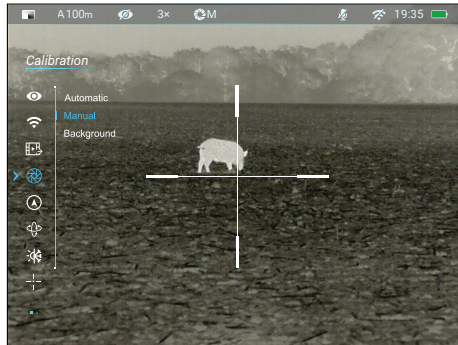 A100m 3× M 19:35
Calibration
Automatic
Manual
Background